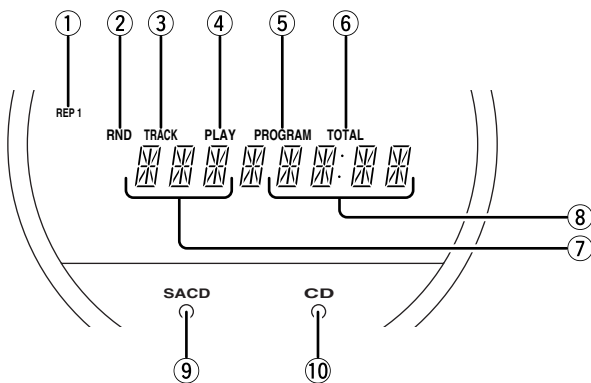 ① ② ③ ④ ⑤ ⑥
REP 1
RND TRACK PLAY PROGRAM TOTAL
⑧
⑦
SACD CD
⑨ ⑩